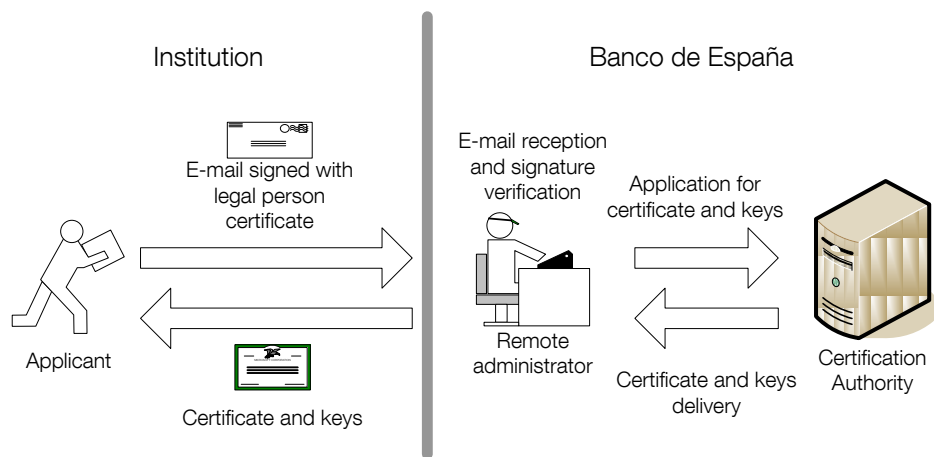 Institution
Banco de España
E-mail signed with
legal person
certificate
E-mail reception
and signature
verification
Application for
certificate and keys
Applicant
Remote
administrator
Certification
Authority
Certificate and keys
Certificate and keys
delivery